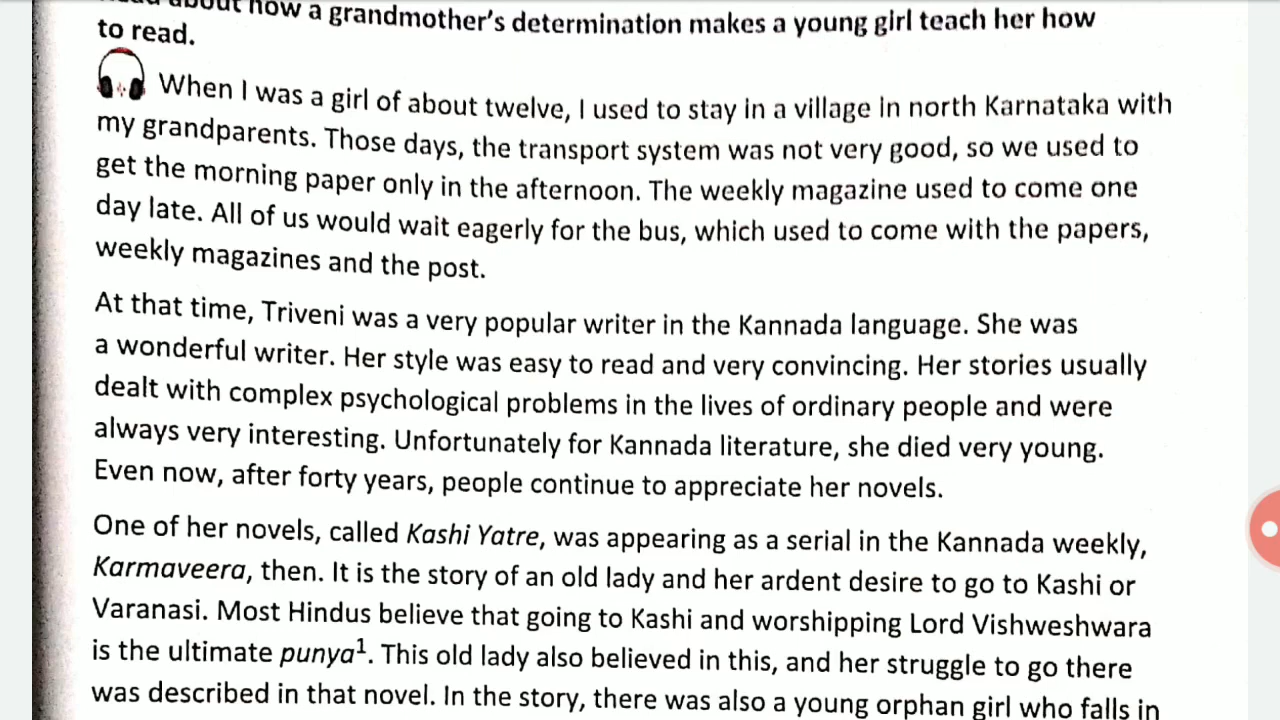 about how a grandmother's determination makes a young girl teach her how
to read.
When I was a girl of about twelve, I used to stay in a village in north Karnataka with
my grandparents. Those days, the transport system was not very good, so we used to
get the morning paper only in the afternoon. The weekly magazine used to come one
day late. All of us would wait eagerly for the bus, which used to come with the papers,
weekly magazines and the post.
At that time, Triveni was a very popular writer in the Kannada language. She was
a wonderful writer. Her style was easy to read and very convincing. Her stories usually
dealt with complex psychological problems in the lives of ordinary people and were
always very interesting. Unfortunately for Kannada literature, she died very young.
Even now, after forty years, people continue to appreciate her novels.
One of her novels, called Kashi Yatre, was appearing as a serial in the Kannada weekly,
Karmaveera, then. It is the story of an old lady and her ardent desire to go to Kashi or
Varanasi. Most Hindus believe that going to Kashi and worshipping Lord Vishweshwara
is the ultimate punya¹. This old lady also believed in this, and her struggle to go there
was described in that novel. In the story, there was also a young orphan girl who falls in